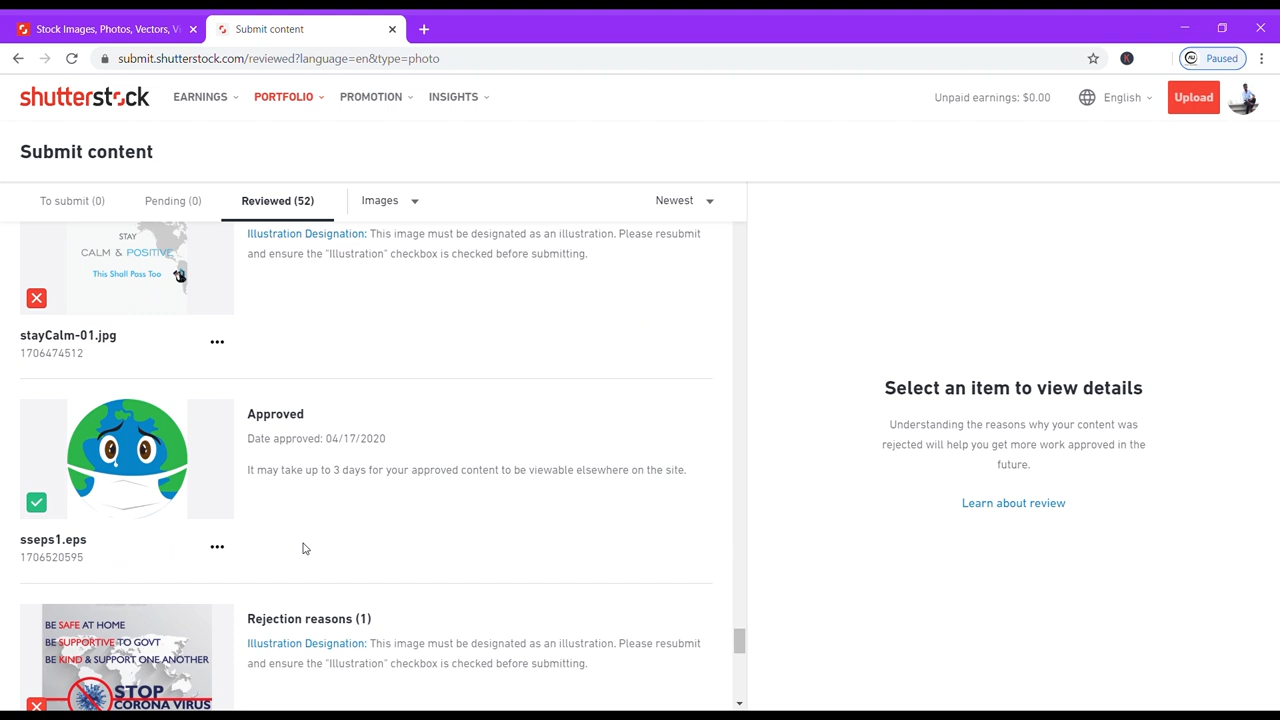 Stock Images, Photos, Vectors, V
Submit content
submit.shutterstock.com/reviewed?language=en&type=photo
Paused
shutterstock
EARNINGS
PORTFOLIO
PROMOTION
INSIGHTS
Unpaid earnings: $0.00
English
Upload
Submit content
To submit (0)
Pending (0)
Reviewed (52)
Images
Newest
STAY
CALM & POSITIVE
This Shall Pass Too
Illustration Designation: This image must be designated as an illustration. Please resubmit
and ensure the "Illustration" checkbox is checked before submitting.
stayCalm-01.jpg
1706474512
Approved
Date approved: 04/17/2020
It may take up to 3 days for your approved content to be viewable elsewhere on the site.
sseps1.eps
1706520595
BE SAFE AT HOME
BE SUPPORTIVE TO GOVT
BE KIND & SUPPORT ONE ANOTHER
STOP
CORONA VIRUS
Rejection reasons (1)
Illustration Designation: This image must be designated as an illustration. Please resubmit
and ensure the "Illustration" checkbox is checked before submitting.
Select an item to view details
Understanding the reasons why your content was
rejected will help you get more work approved in the
future.
Learn about review